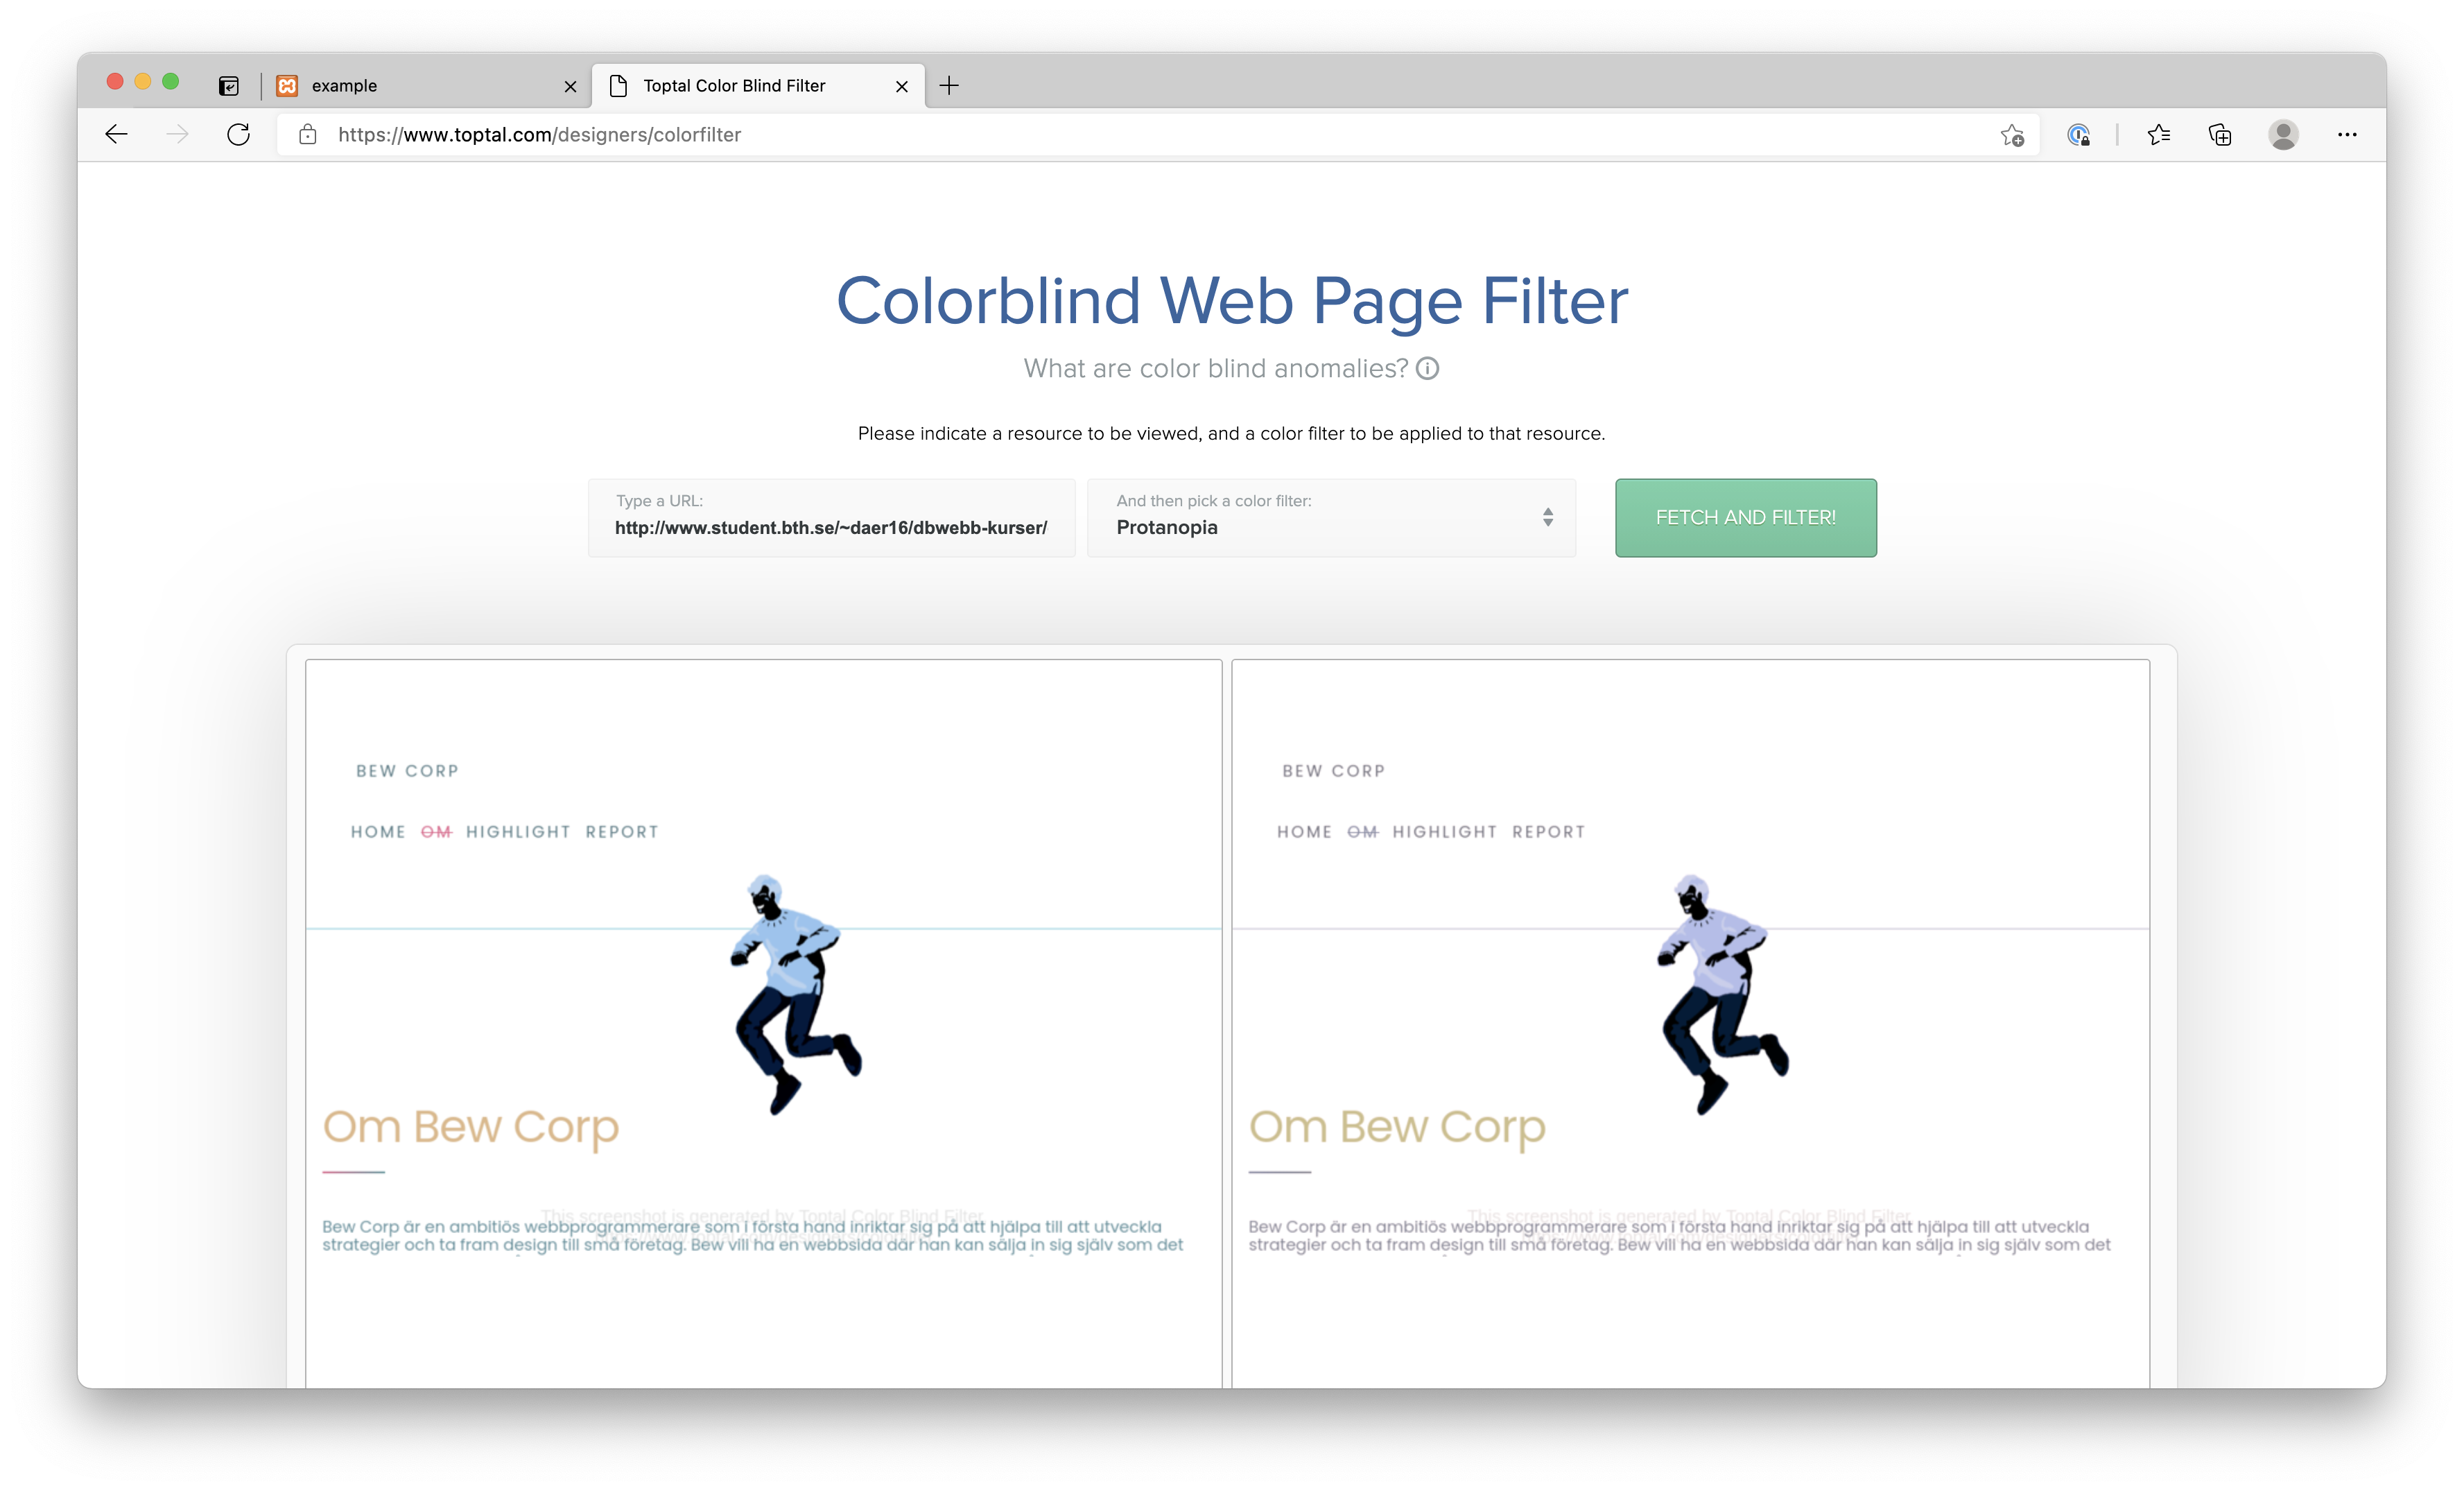 example
Toptal Color Blind Filter
https://www.toptal.com/designers/colorfilter
Colorblind Web Page Filter
What are color blind anomalies?
Please indicate a resource to be viewed, and a color filter to be applied to that resource.
Type a URL:
http://www.student.bth.se/~daer16/dbwebb-kurser/
And then pick a color filter:
Protanopia
FETCH AND FILTER!
BEW CORP
HOME OM HIGHLIGHT REPORT
Om Bew Corp
This screenshot is generated by Toptal Color Blind Filter
Bew Corp är en ambitiös webbprogrammerare som i första hand inriktar sig på att hjälpa till att utveckla
strategier och ta fram design till små företag. Bew vill ha en webbsida där han kan sälja in sig själv som det
BEW CORP
HOME OM HIGHLIGHT REPORT
Om Bew Corp
This screenshot is generated by Toptal Color Blind Filter
Bew Corp är en ambitiös webbprogrammerare som i första hand inriktar sig på att hjälpa till att utveckla
strategier och ta fram design till små företag. Bew vill ha en webbsida där han kan sälja in sig själv som det